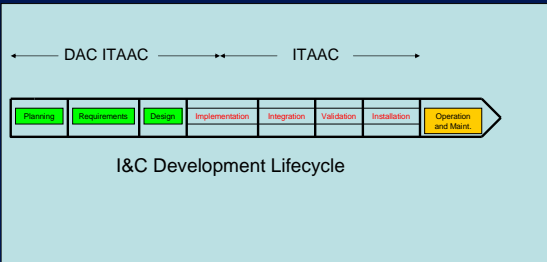 DAC ITAAC ITAAC
Planning Requirements Design Implementation Integration Validation Installation Operation
and Maint.
I&C Development Lifecycle